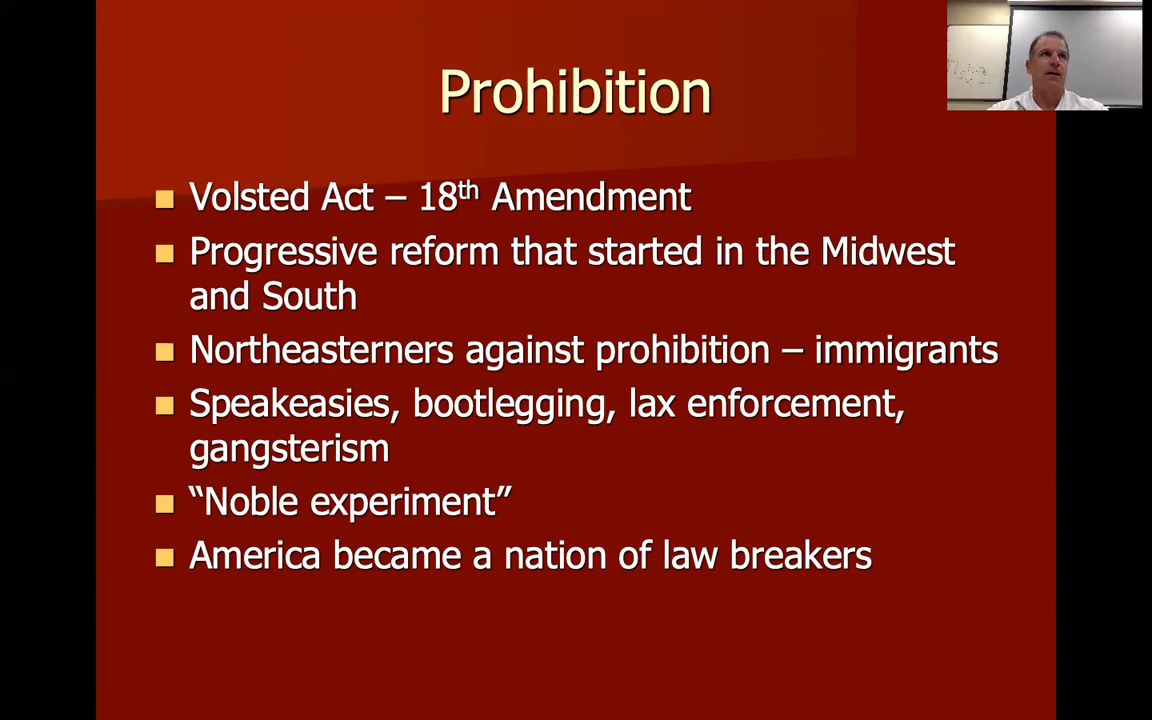 Prohibition
Volsted Act – 18th Amendment
Progressive reform that started in the Midwest
and South
Northeasterners against prohibition – immigrants
Speakeasies, bootlegging, lax enforcement,
gangsterism
“Noble experiment”
America became a nation of law breakers